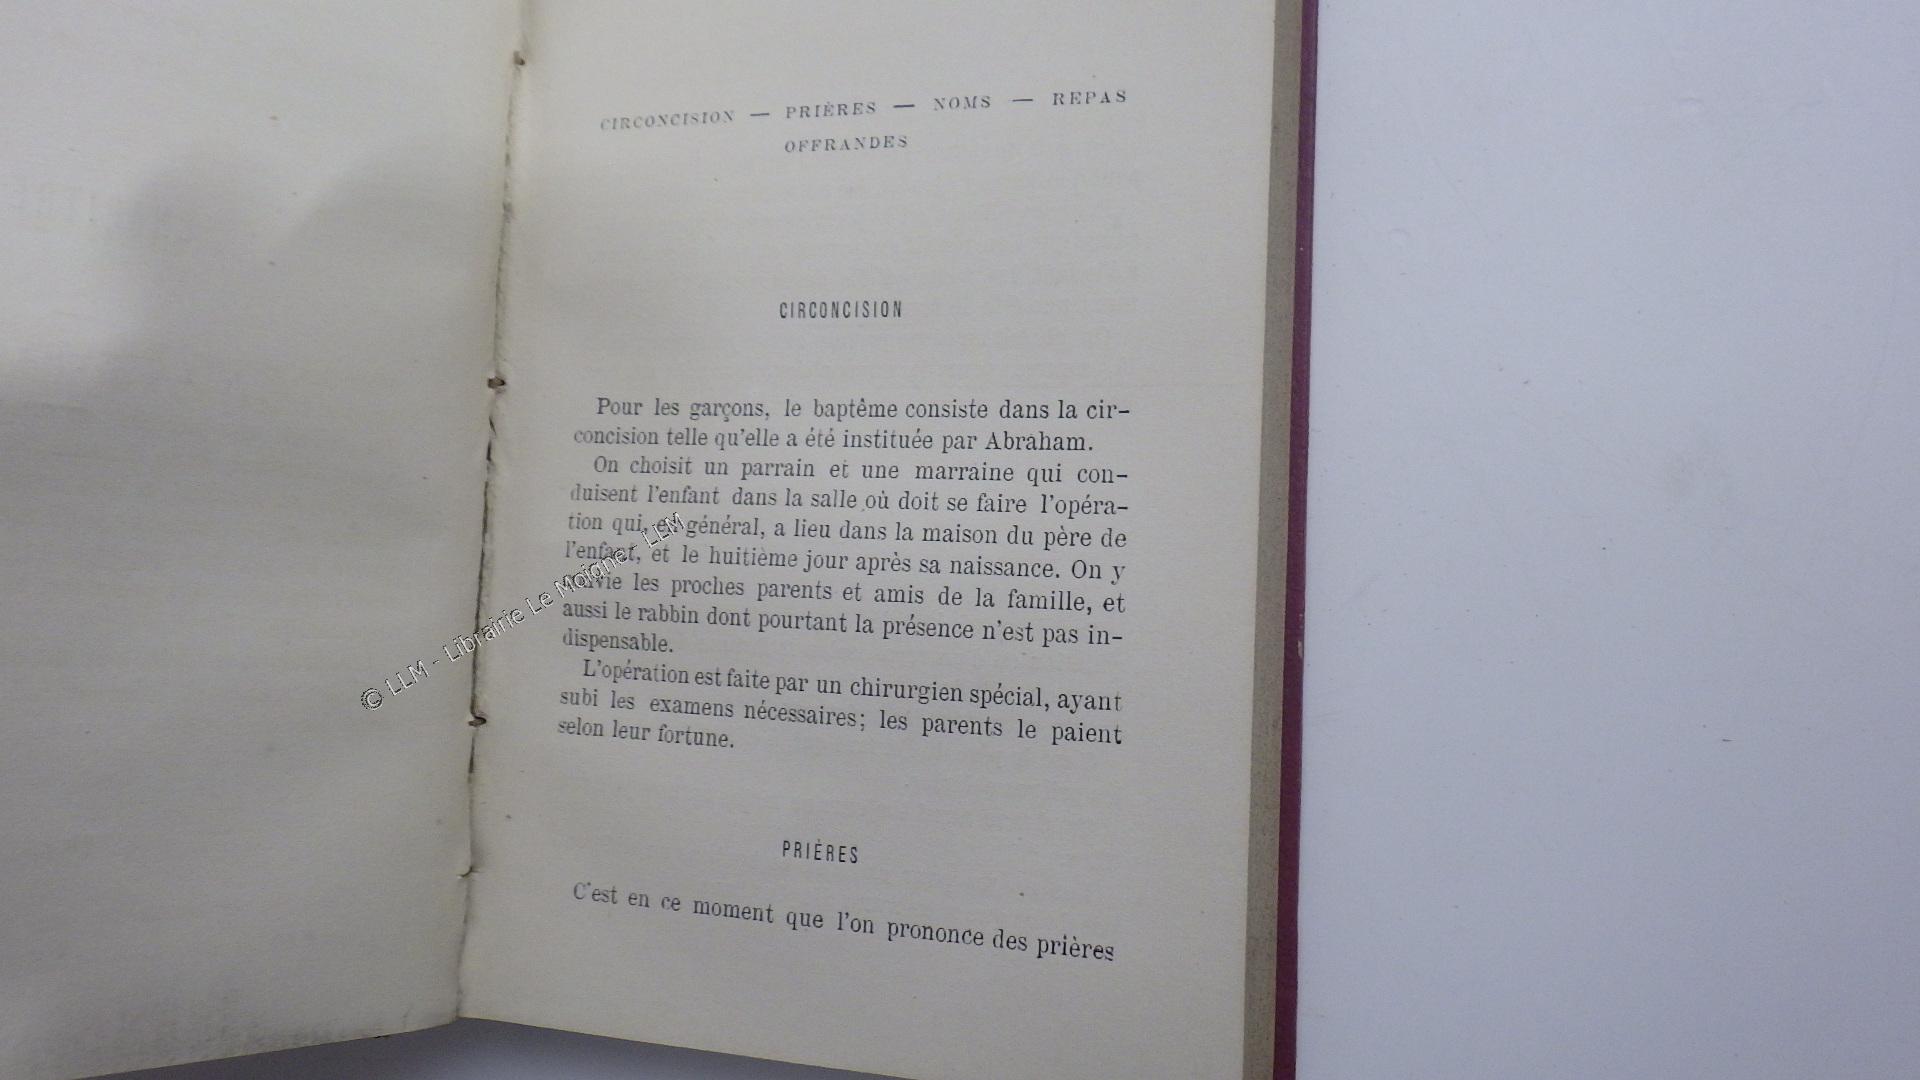 CIRCONCISION — PRIÈRES — NOMS — REPAS
OFFRANDES
CIRCONCISION
Pour les garçons, le baptême consiste dans la cir-
concision telle qu'elle a été instituée par Abraham.
On choisit un parrain et une marraine qui con-
duisent l'enfant dans la salle où doit se faire l'opéra-
tion qui, en général, a lieu dans la maison du père de
l'enfant, et le huitième jour après sa naissance. On y
convie les proches parents et amis de la famille, et
aussi le rabbin dont pourtant la présence n'est pas in-
dispensable.
L'opération est faite par un chirurgien spécial, ayant
subi les examens nécessaires; les parents le paient
selon leur fortune.
PRIÈRES
C'est en ce moment que l'on prononce des prières
© LLM - Librairie Le Moigne - LLM